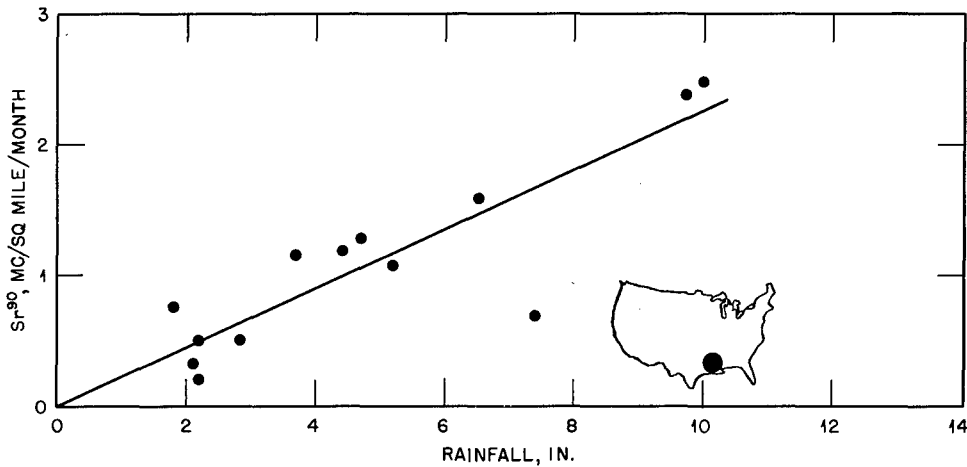 3
2
1
0
Sr⁹⁰, MC/SQ MILE/MONTH
0 2 4 6 8 10 12 14
RAINFALL, IN.